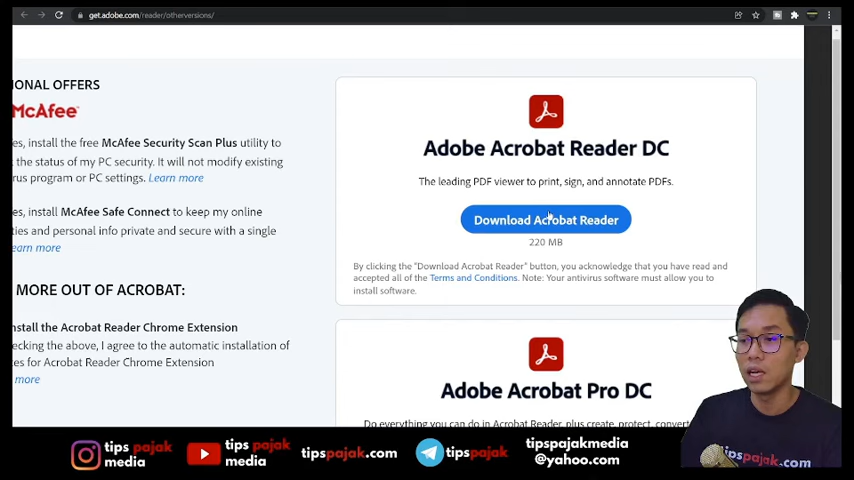 get.adobe.com/reader/otherversions/
IONAL OFFERS
McAfee
es, install the free McAfee Security Scan Plus utility to
the status of my PC security. It will not modify existing
rus program or PC settings. Learn more
es, install McAfee Safe Connect to keep my online
ties and personal info private and secure with a single
earn more
MORE OUT OF ACROBAT:
nstall the Acrobat Reader Chrome Extension
hecking the above, I agree to the automatic installation of
es for Acrobat Reader Chrome Extension
more
Adobe Acrobat Reader DC
The leading PDF viewer to print, sign, and annotate PDFs.
Download Acrobat Reader
220 MB
By clicking the "Download Acrobat Reader" button, you acknowledge that you have read and
accepted all of the Terms and Conditions. Note: Your antivirus software must allow you to
install software.
Adobe Acrobat Pro DC
Do everything you can do in Acrobat Reader, plus create, protect, convert
tips pajak
media
tips pajak
media
tipspajak.com
tipspajak
tipspajakmedia
@yahoo.com
tipspajak.com